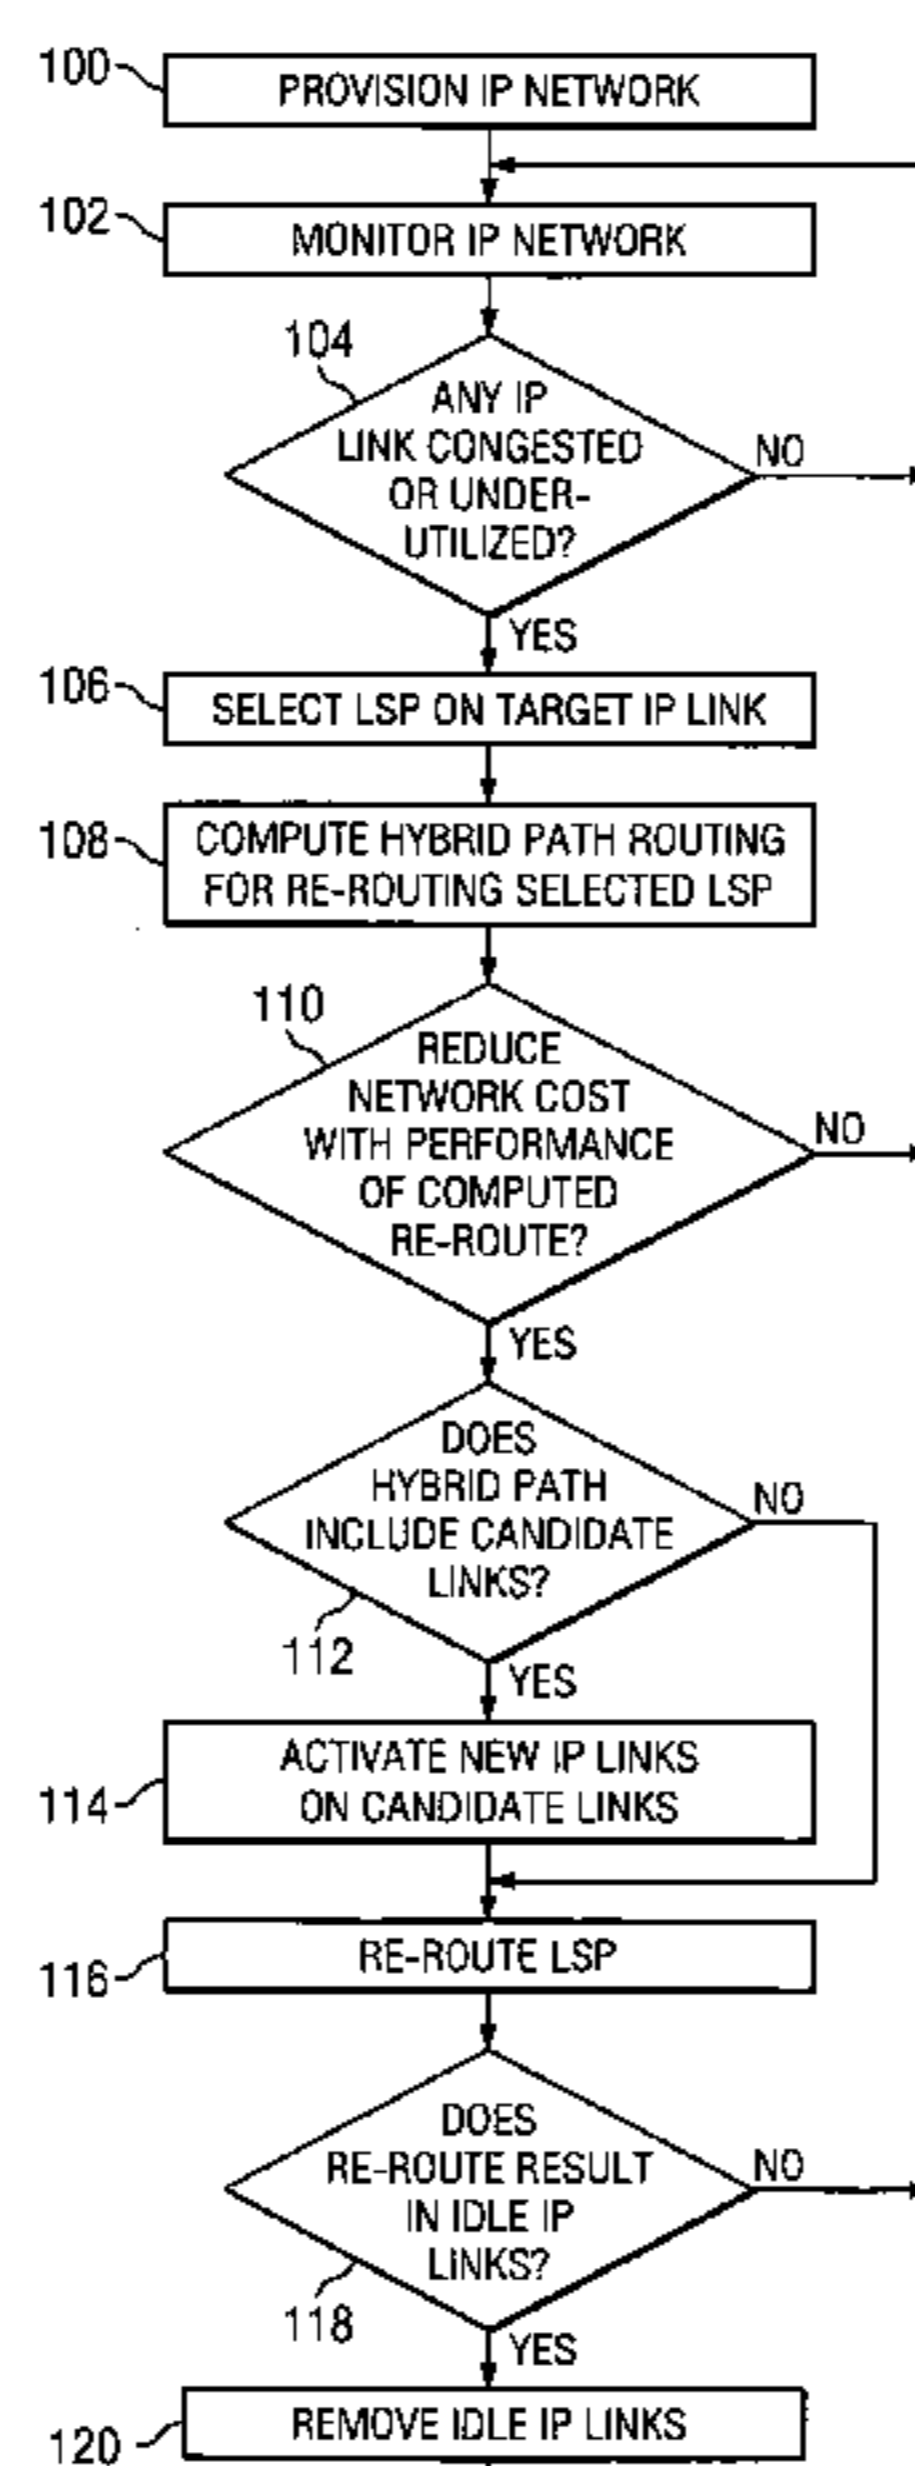 100
PROVISION IP NETWORK
102
MONITOR IP NETWORK
104
ANY IP
LINK CONGESTED
OR UNDER-
UTILIZED?
NO
YES
106
SELECT LSP ON TARGET IP LINK
108
COMPUTE HYBRID PATH ROUTING
FOR RE-ROUTING SELECTED LSP
110
REDUCE
NETWORK COST
WITH PERFORMANCE
OF COMPUTED
RE-ROUTE?
NO
YES
DOES
HYBRID PATH
INCLUDE CANDIDATE
LINKS?
NO
112
YES
ACTIVATE NEW IP LINKS
ON CANDIDATE LINKS
114
RE-ROUTE LSP
116
DOES
RE-ROUTE RESULT
IN IDLE IP
LINKS?
NO
118
YES
REMOVE IDLE IP LINKS
120